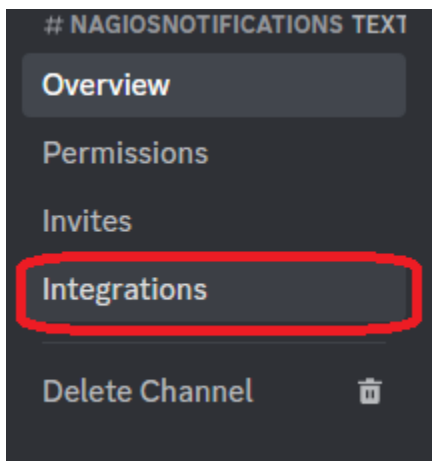 # NAGIOSNOTIFICATIONS TEXT
Overview
Permissions
Invites
Integrations
Delete Channel